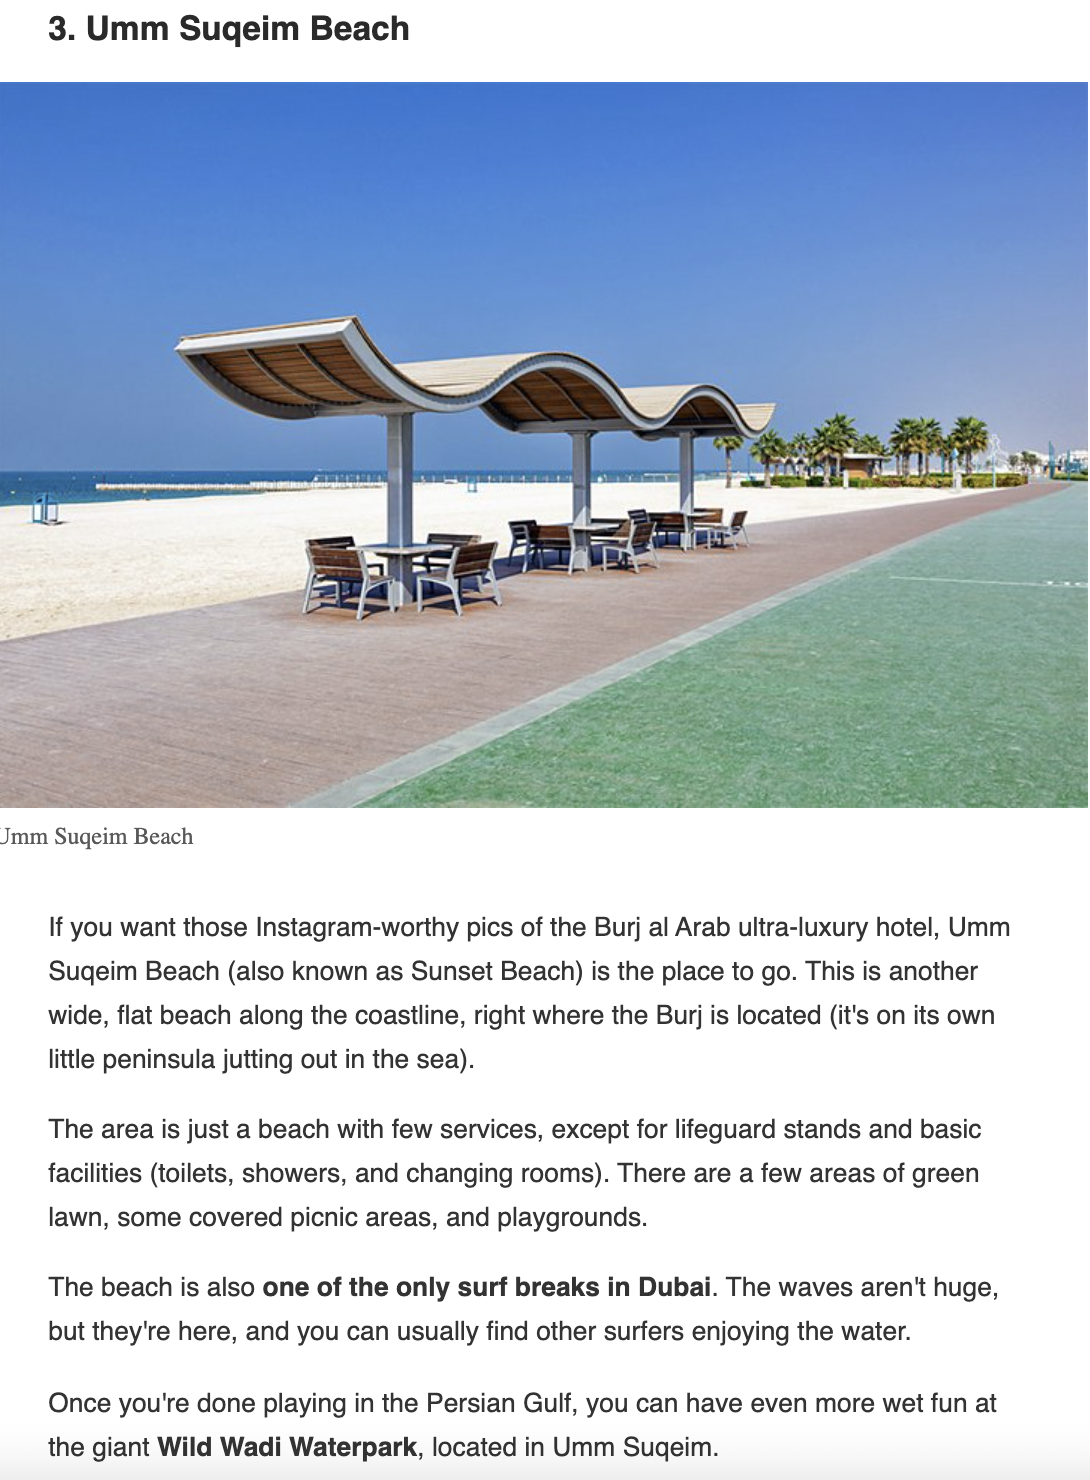 3. Umm Suqeim Beach
Umm Suqeim Beach
If you want those Instagram-worthy pics of the Burj al Arab ultra-luxury hotel, Umm
Suqeim Beach (also known as Sunset Beach) is the place to go. This is another
wide, flat beach along the coastline, right where the Burj is located (it's on its own
little peninsula jutting out in the sea).
The area is just a beach with few services, except for lifeguard stands and basic
facilities (toilets, showers, and changing rooms). There are a few areas of green
lawn, some covered picnic areas, and playgrounds.
The beach is also one of the only surf breaks in Dubai. The waves aren't huge,
but they're here, and you can usually find other surfers enjoying the water.
Once you're done playing in the Persian Gulf, you can have even more wet fun at
the giant Wild Wadi Waterpark, located in Umm Suqeim.